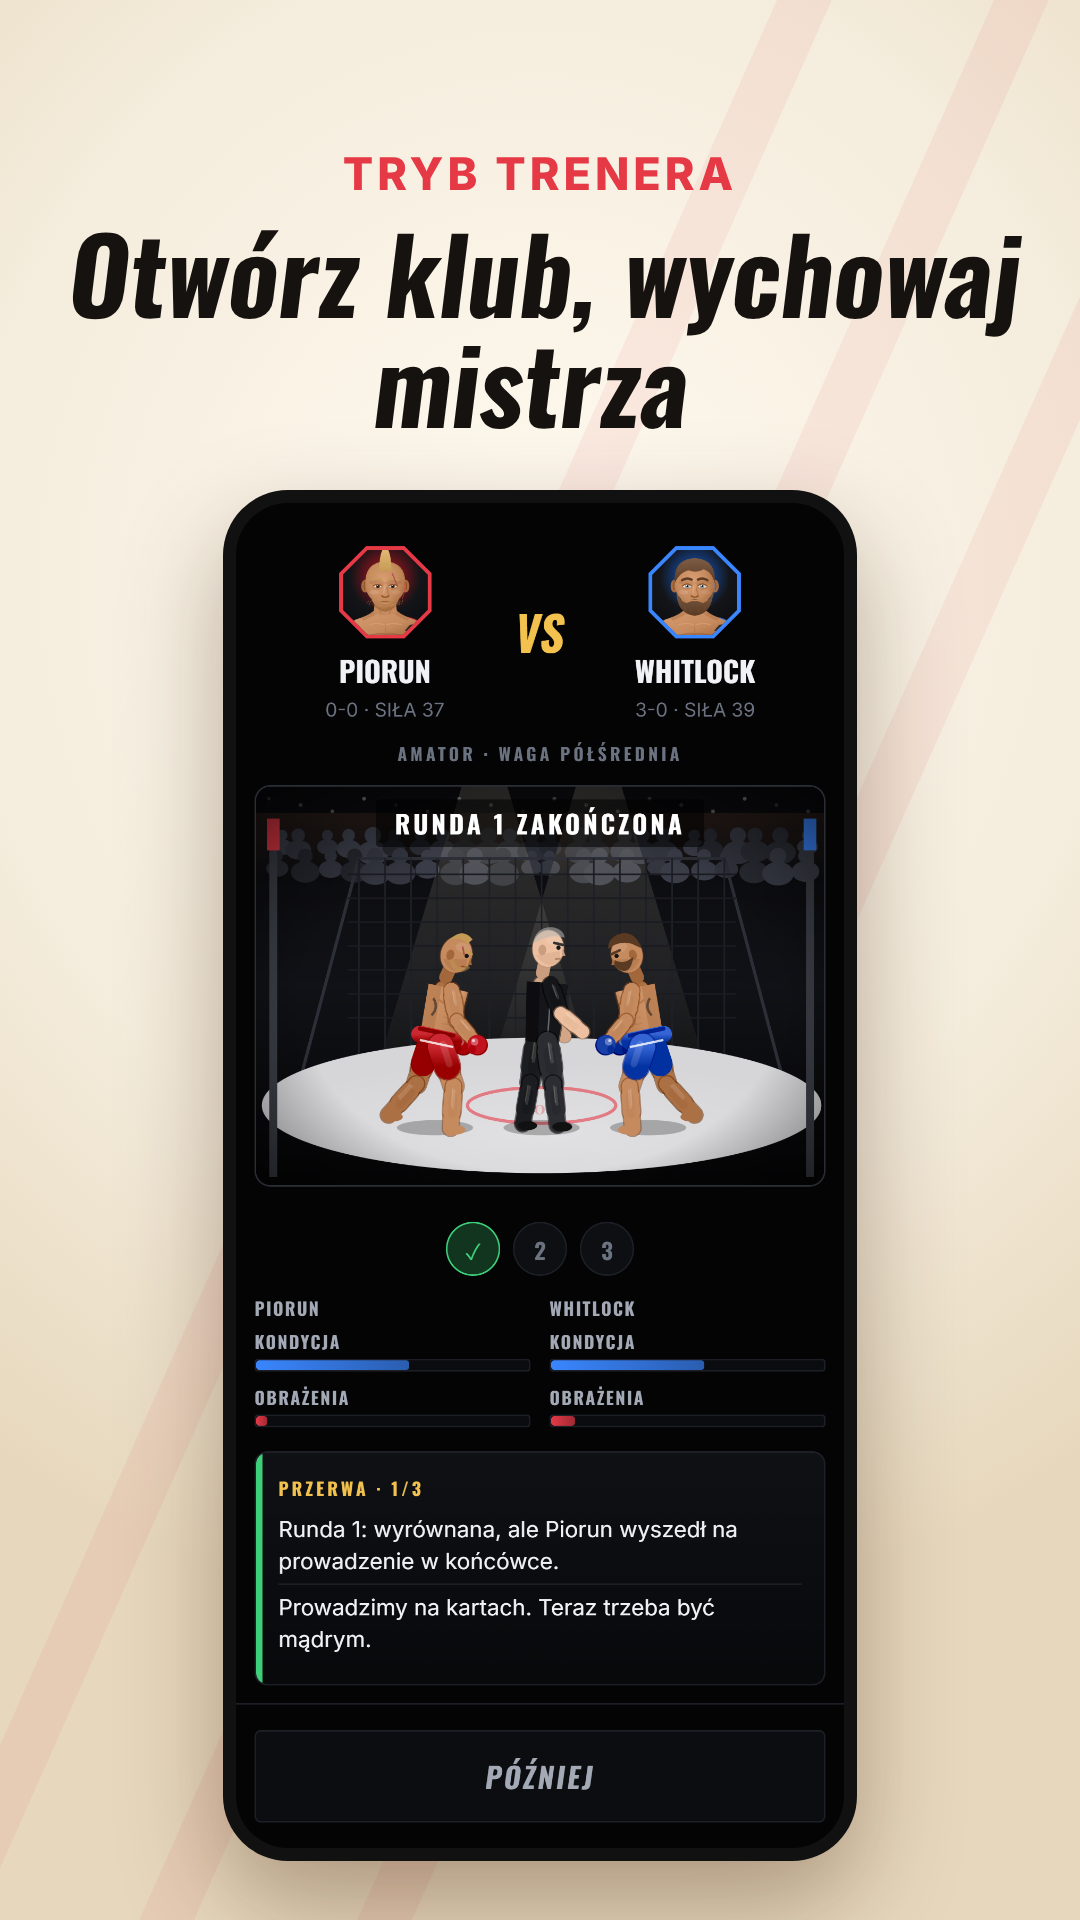 TRYB TRENERA
Otwórz klub, wychowaj
mistrza
VS
PIORUN
WHITLOCK
0-0 · SIŁA 37
3-0 · SIŁA 39
AMATOR · WAGA PÓŁŚREDNIA
RUNDA 1 ZAKOŃCZONA
✓ 2 3
PIORUN
WHITLOCK
KONDYCJA
KONDYCJA
OBRAŻENIA
OBRAŻENIA
PRZERWA · 1/3
Runda 1: wyrównana, ale Piorun wyszedł na
prowadzenie w końcówce.
Prowadzimy na kartach. Teraz trzeba być
mądrym.
PÓŹNIEJ